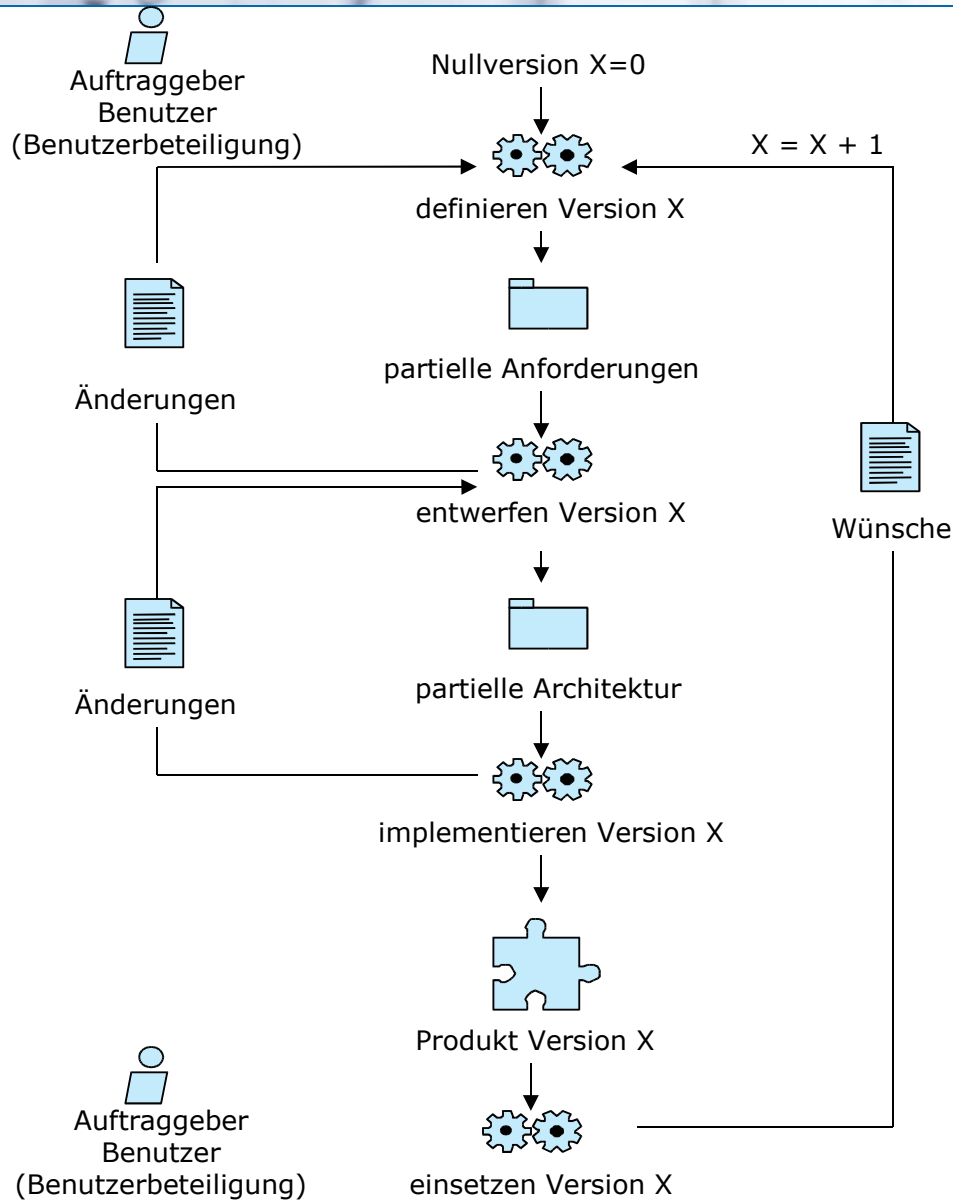 Auftraggeber
Benutzer
(Benutzerbeteiligung)
Nullversion X=0
X = X + 1
definieren Version X
partielle Anforderungen
Änderungen
entwerfen Version X
Wünsche
partielle Architektur
Änderungen
implementieren Version X
Produkt Version X
Auftraggeber
Benutzer
(Benutzerbeteiligung)
einsetzen Version X